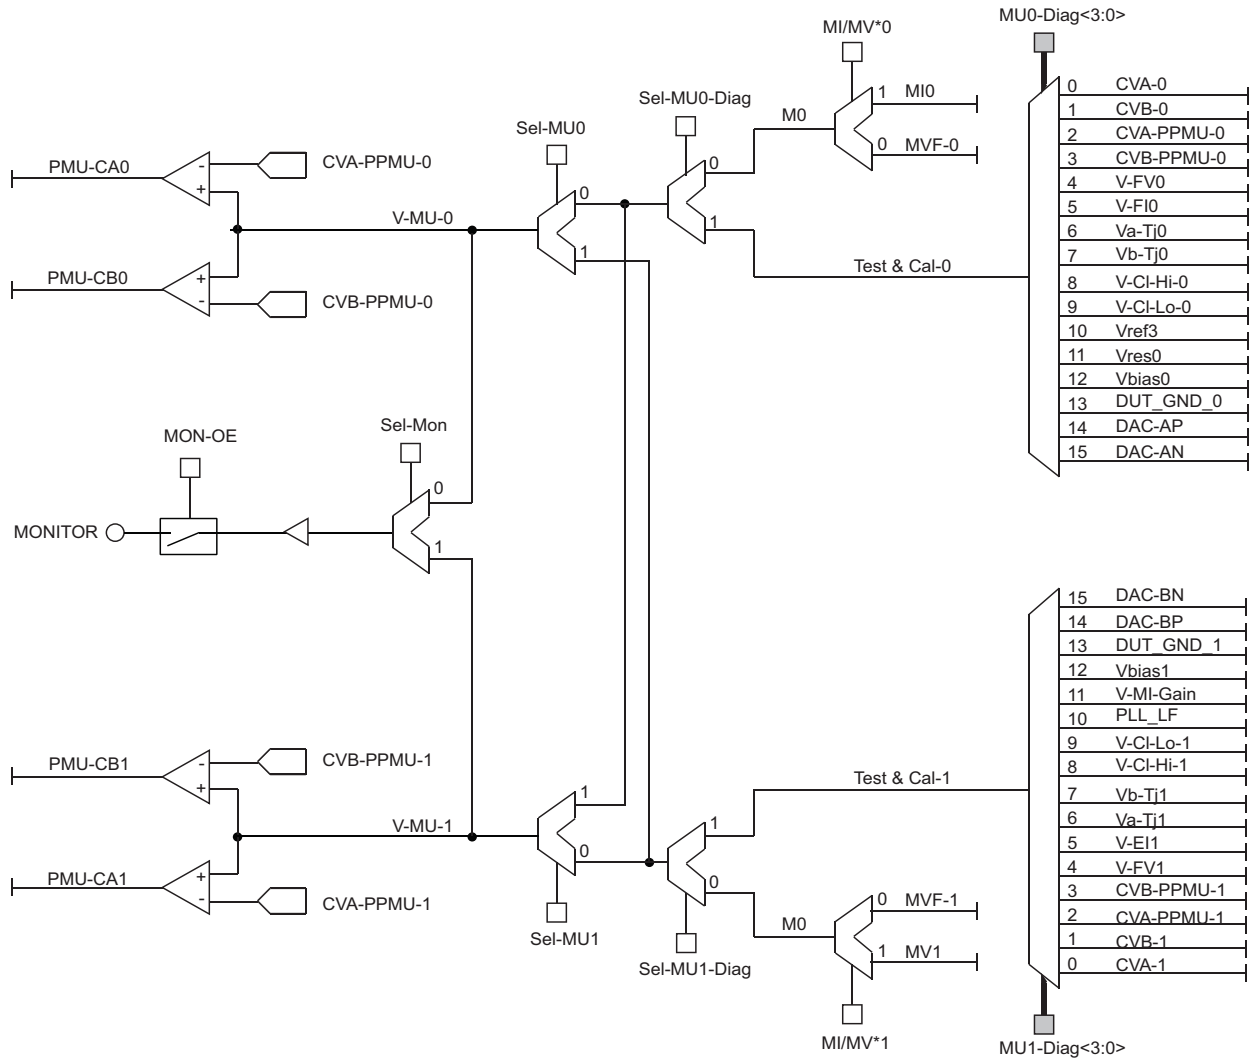 MU0-Diag<3:0>
MI/MV*0
Sel-MU0-Diag
Sel-MU0
M0
1 MI0
0 MVF-0
0 CVA-0
1 CVB-0
2 CVA-PPMU-0
3 CVB-PPMU-0
4 V-FV0
5 V-FI0
6 Va-Tj0
7 Vb-Tj0
8 V-Cl-Hi-0
9 V-Cl-Lo-0
10 Vref3
11 Vres0
12 Vbias0
13 DUT_GND_0
14 DAC-AP
15 DAC-AN
PMU-CA0
-
+
CVA-PPMU-0
V-MU-0
0
1
0
1
Test & Cal-0
PMU-CB0
+
-
CVB-PPMU-0
Sel-Mon
MON-OE
0
1
MONITOR
15 DAC-BN
14 DAC-BP
13 DUT_GND_1
12 Vbias1
11 V-MI-Gain
10 PLL_LF
9 V-Cl-Lo-1
8 V-Cl-Hi-1
7 Vb-Tj1
6 Va-Tj1
5 V-EI1
4 V-FV1
3 CVB-PPMU-1
2 CVA-PPMU-1
1 CVB-1
0 CVA-1
PMU-CB1
-
+
CVB-PPMU-1
V-MU-1
1
0
1
0
Test & Cal-1
PMU-CA1
+
-
CVA-PPMU-1
Sel-MU1
Sel-MU1-Diag
M0
0 MVF-1
1 MV1
MI/MV*1
MU1-Diag<3:0>